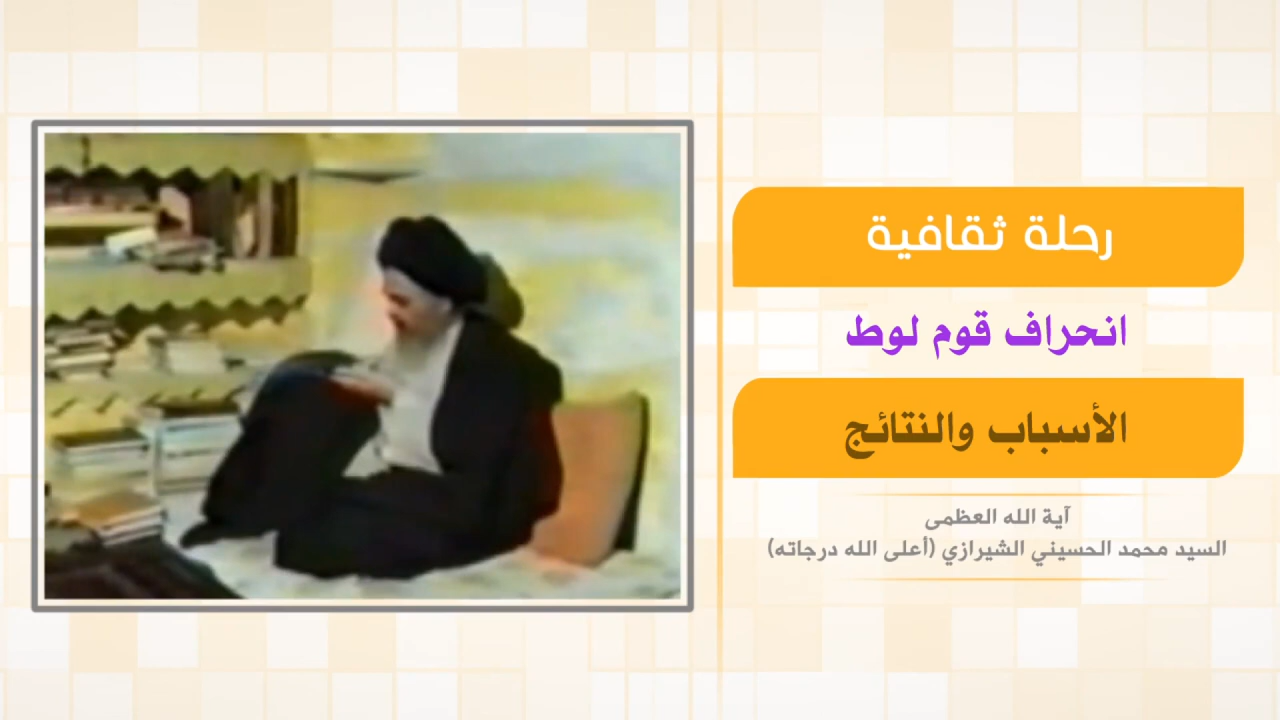 رحلة ثقافية
انحراف قوم لوط
الأسباب والنتائج
آية الله العظمى
السيد محمد الحسيني الشيرازي (أعلى الله درجاته)